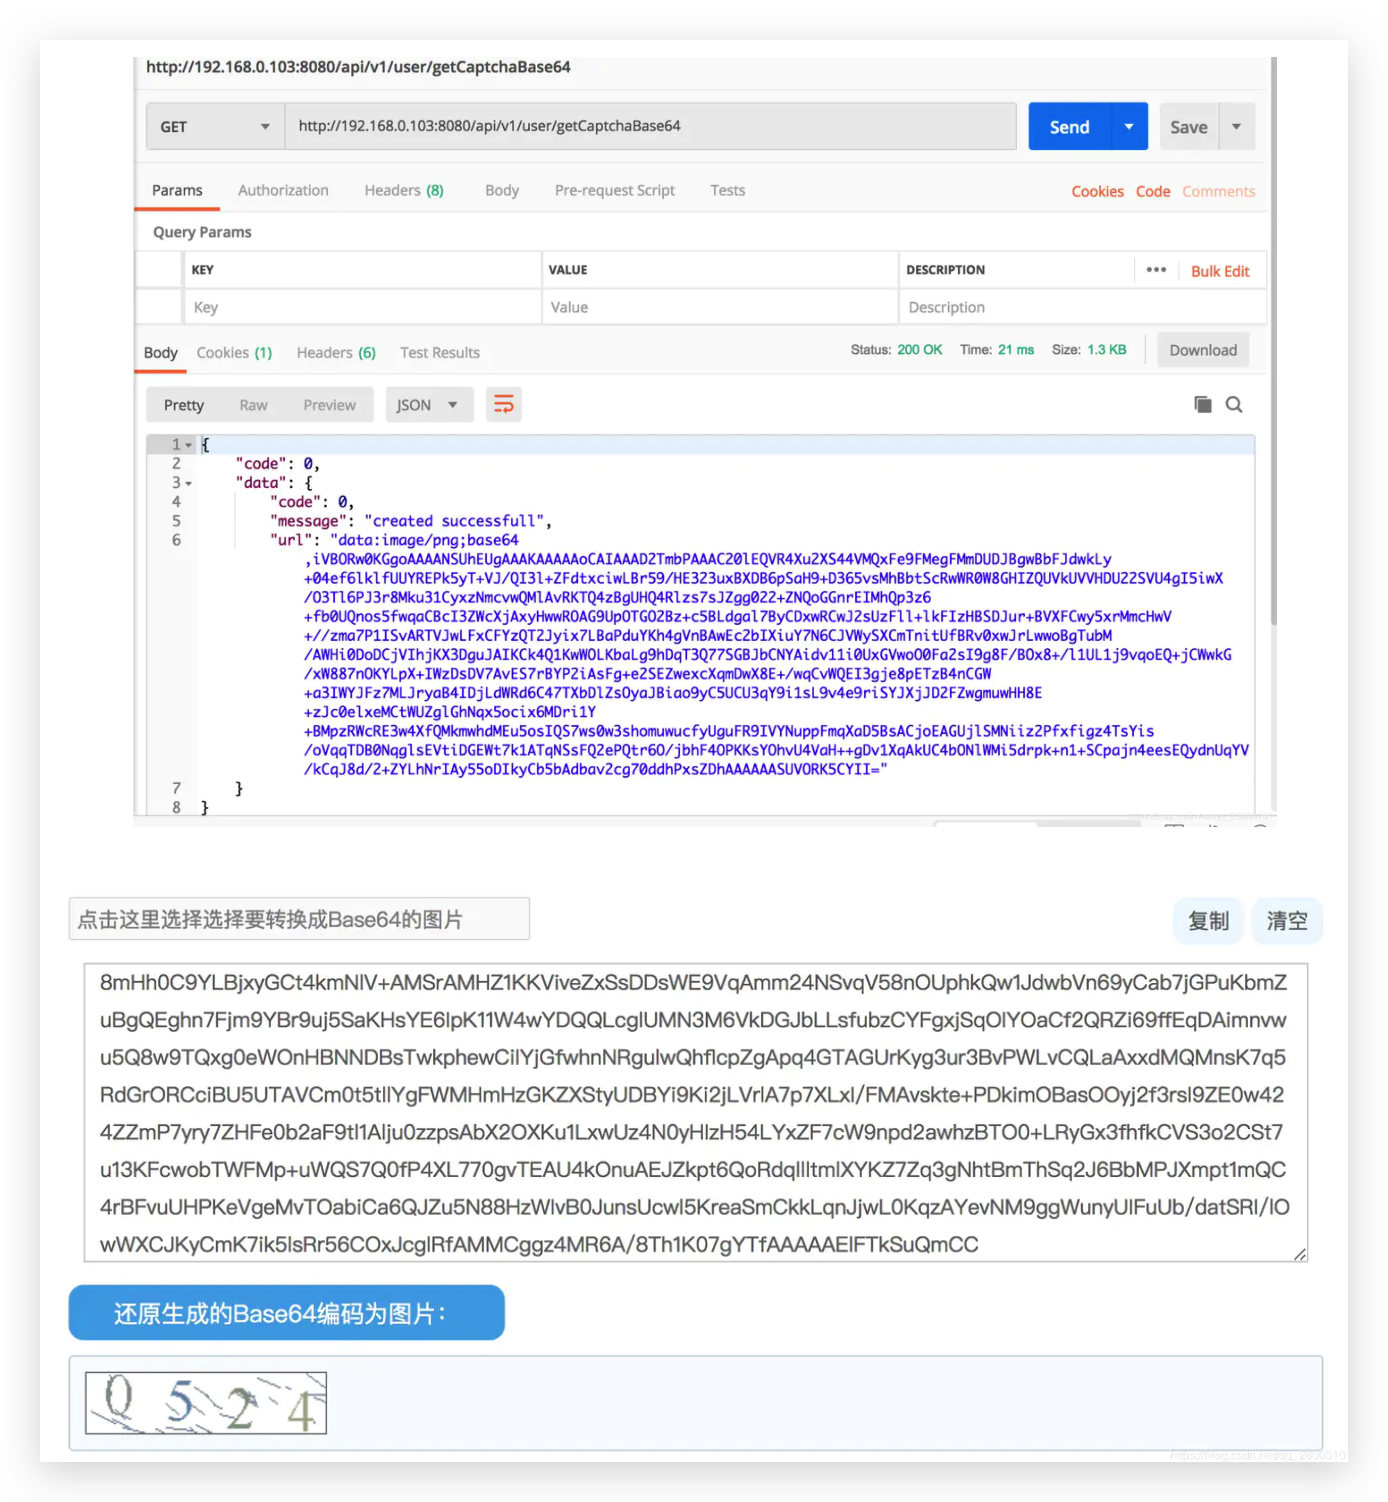 http://192.168.0.103:8080/api/v1/user/getCaptchaBase64
GET http://192.168.0.103:8080/api/v1/user/getCaptchaBase64 Send Save
Params Authorization Headers (8) Body Pre-request Script Tests Cookies Code Comments
Query Params
KEY VALUE DESCRIPTION ••• Bulk Edit
Key Value Description
Body Cookies (1) Headers (6) Test Results Status: 200 OK Time: 21 ms Size: 1.3 KB Download
Pretty Raw Preview JSON
1 {
2 "code": 0,
3 "data": {
4 "code": 0,
5 "message": "created successfull",
6 "url": "data:image/png;base64
,iVBORw0KGgoAAAANSUhEUgAAAKAAAAAoCAIAAAD2TmbPAAAC20lEQVR4Xu2XS44VMQxFe9FMegFMmDUDJBgwBbFJdwkLy
+04ef6lklfUUYREPk5yT+VJ/QI3l+ZFdtxciwLBr59/HE323uxBXDB6pSaH9+D365vsMhBbtScRwWR0W8GHIZQUVkUVVHDU22SVU4gI5iwX
/O3Tl6PJ3r8Mku31CyxzNmcvwQMlAvRKTQ4zBgUHQ4Rlzs7sJZgg022+ZNQoGGnrEIMhQp3z6
+fb0UQnos5fwqaCBcI3ZWcXjAxyHwwROAG9UpOTGO2Bz+c5BLdgal7ByCDxwRCwJ2sUzFll+lkFIzHBSDJur+BVXFCwy5xrMmcHwV
+//zma7P1ISvARTVJwLFxCFYzQT2Jyix7LBaPduYKh4gVnBAwEc2bIXiuY7N6CJVWySXCmTnitUfBRv0xwJrLwwoBgTubM
/AWHi0DoDCjVIhjKX3DguJAIKCk4Q1KwWOLKbaLg9hDqT3Q77SGBJbCNYAidv11i0UxGVwoO0Fa2sI9g8F/BOx8+/l1UL1j9vqoEQ+jCWwkG
/xW887nOKYLpX+IWzDsDV7AvES7rBYP2iAsFg+e2SEZwexcXqmDwX8E+/wqCvWQEI3gje8pETzB4nCGW
+a3IWYJFz7MLJryaB4IDjLdWRd6C47TXbDlZsOyaJBiao9yC5UCU3qY9i1sL9v4e9riSYJXjJD2FZwgmuwHH8E
+zJc0elxeMCtWUZglGhNqx5ocix6MDri1Y
+BMpzRWcRE3w4XfQMkmwhdMEu5osIQS7ws0w3shomuwucfyUguFR9IVYNuppFmqXaD5BsACjoEAGUjlSMNiiz2Pfxfigz4TsYis
/oVqqTDB0NqglsEVtiDGEWt7k1ATqNSsFQ2ePQtr6O/jbhF4OPKKsYOhvU4VaH++gDv1XqAkUC4bONlWMi5drpk+n1+SCpajn4eesEQydnUqYV
/kCqJ8d/2+ZYLhNrIAy55oDIkyCb5bAdbav2cg70ddhPxsZDhAAAAAASUVORK5CYII="
7 }
8 }
点击这里选择选择要转换成Base64的图片 复制 清空
8mHh0C9YLBjxyGCt4kmNlV+AMSrAMHZ1KKViveZxSsDDsWE9VqAmm24NSvqV58nOUphkQw1JdwbVn69yCab7jGPuKbmZ
uBgQEghn7Fjm9YBr9uj5SaKHsYE6lpK11W4wYDQQLcglUMN3M6VkDGJbLLsfubzCYFgxjSqOlYOaCf2QRZi69ffEqDAimnvw
u5Q8w9TQxg0eWOnHBNNDBsTwkphewCilYjGfwhnNRgulwQhflcpZgApq4GTAGUrKyg3ur3BvPWLvCQLaAxxdMQMnsK7q5
RdGrORCciBU5UTAVCm0t5tllYgFWMHmHzGKZXStyUDBYi9Ki2jLVrlA7p7XLxl/FMAvskte+PDkimOBasOOyj2f3rsl9ZE0w42
4ZZmP7yry7ZHFe0b2aF9tl1Alju0zzpsAbX2OXKu1LxwUz4N0yHlzH54LYxZF7cW9npd2awhzBTO0+LRyGx3fhfkCVS3o2CSt7
u13KFcwobTWFMp+uWQS7Q0fP4XL770gvTEAU4kOnuAEJZkpt6QoRdqlltmlXYKZ7Zq3gNhtBmThSq2J6BbMPJXmpt1mQC
4rBFvuUHPKeVgeMvTOabiCa6QJZu5N88HzWlvB0JunsUcwl5KreaSmCkkLqnJjwL0KqzAYevNM9ggWunyUlFuUb/datSRl/lO
wWXCJKyCmK7ik5lsRr56COxJcglRfAMMCggz4MR6A/8Th1K07gYTfAAAAAElFTkSuQmCC
还原生成的Base64编码为图片：
Q 5 2 4